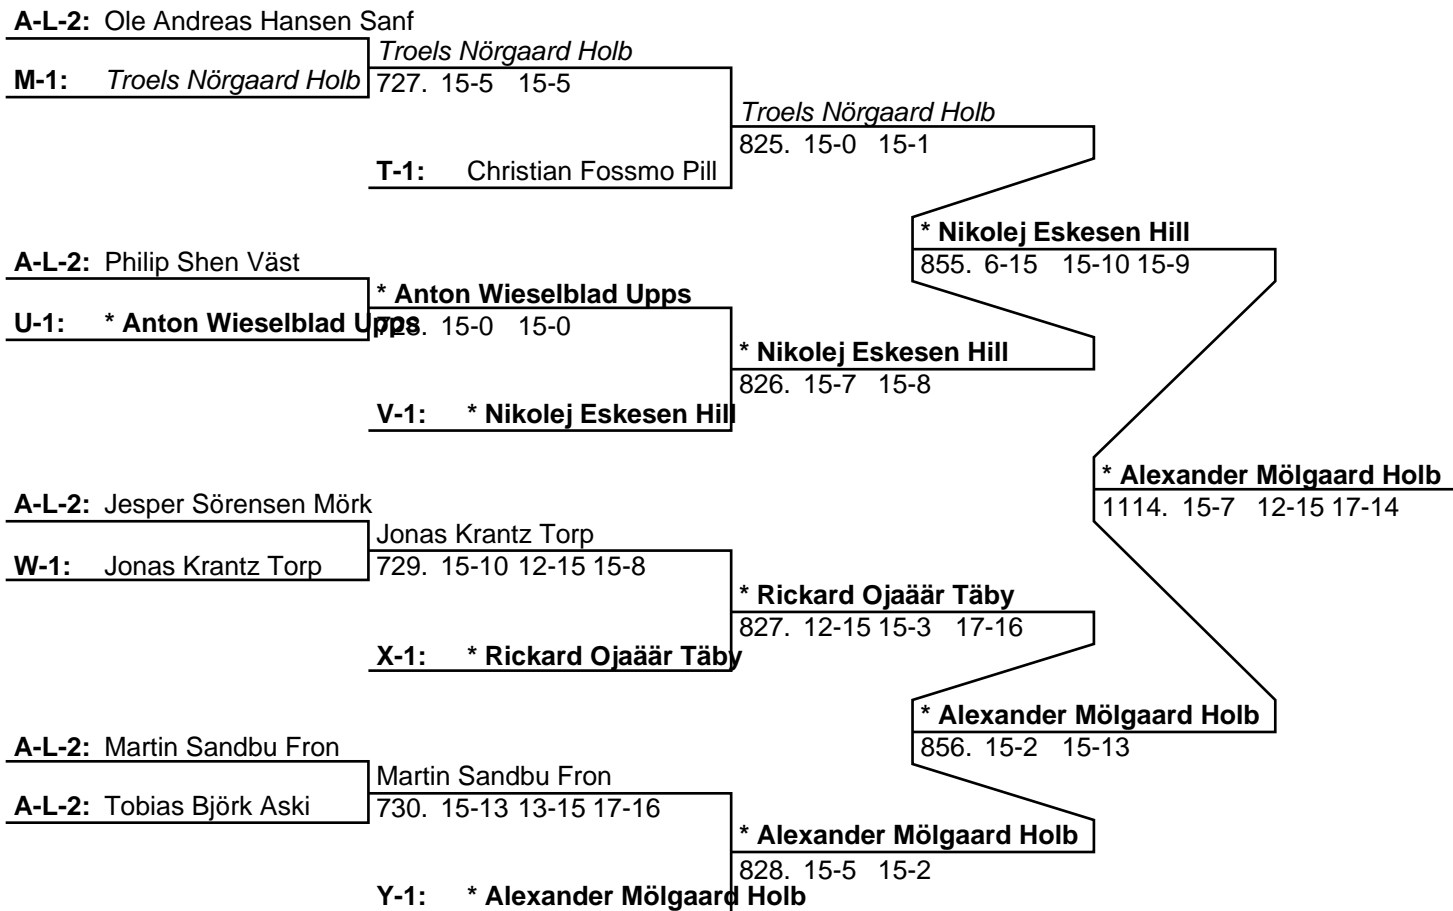 A-L-2: Ole Andreas Hansen Sanf
Troels Nörgaard Holb
M-1: Troels Nörgaard Holb
727. 15-5 15-5
Troels Nörgaard Holb
825. 15-0 15-1
T-1: Christian Fossmo Pill
* Nikolej Eskesen Hill
855. 6-15 15-10 15-9
A-L-2: Philip Shen Väst
* Anton Wieselblad Upps
U-1: * Anton Wieselblad Upps
728. 15-0 15-0
* Nikolej Eskesen Hill
826. 15-7 15-8
V-1: * Nikolej Eskesen Hill
* Alexander Mölgaard Holb
1114. 15-7 12-15 17-14
A-L-2: Jesper Sörensen Mörk
Jonas Krantz Torp
W-1: Jonas Krantz Torp
729. 15-10 12-15 15-8
* Rickard Ojaäär Täby
827. 12-15 15-3 17-16
X-1: * Rickard Ojaäär Täby
* Alexander Mölgaard Holb
856. 15-2 15-13
A-L-2: Martin Sandbu Fron
Martin Sandbu Fron
A-L-2: Tobias Björk Aski
730. 15-13 13-15 17-16
* Alexander Mölgaard Holb
828. 15-5 15-2
Y-1: * Alexander Mölgaard Holb